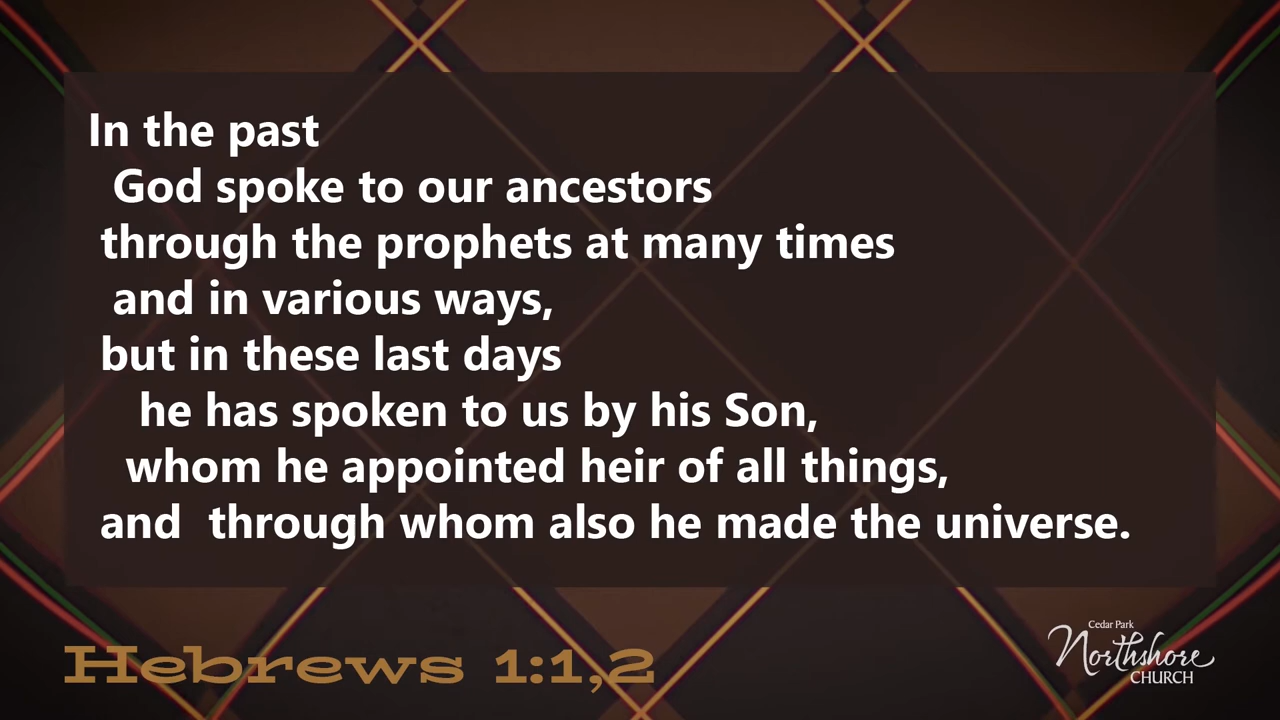 In the past
God spoke to our ancestors
through the prophets at many times
and in various ways,
but in these last days
he has spoken to us by his Son,
whom he appointed heir of all things,
and through whom also he made the universe.
Hebrews 1:1,2
Cedar Park
Northshore
CHURCH